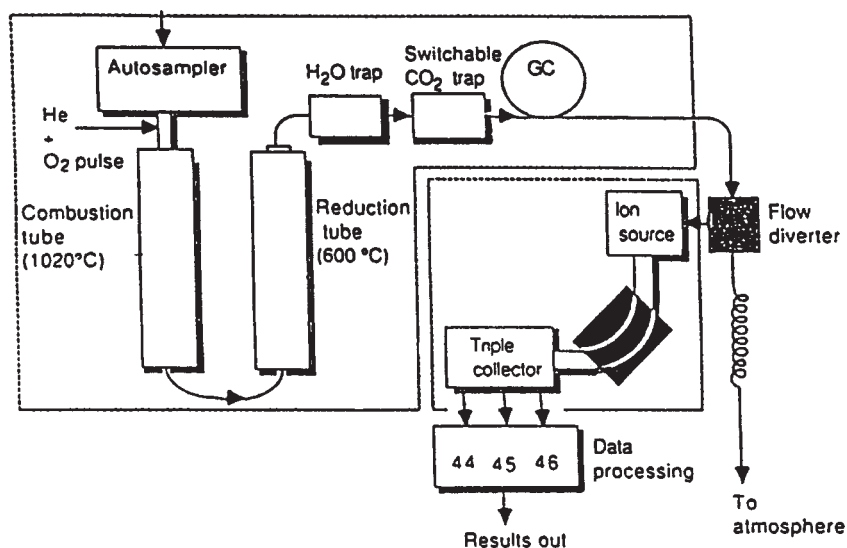 Autosampler
He
+
O₂ pulse
Combustion
tube
(1020°C)
Reduction
tube
(600 °C)
H₂O trap
Switchable
CO₂ trap
GC
Ion
source
Flow
diverter
Triple
collector
44 45 46
Data
processing
Results out
To
atmosphere